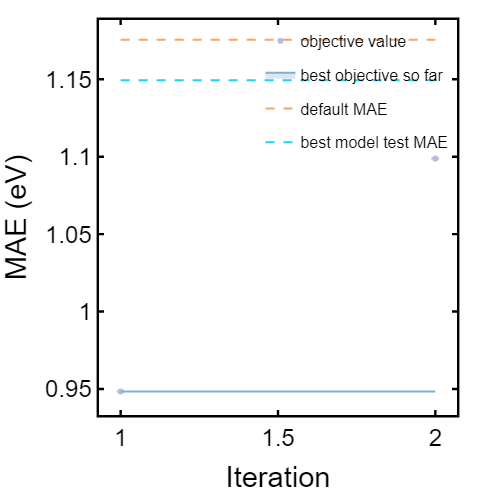 objective value
1.15
best objective so far
default MAE
best model test MAE
1.1
MAE (eV)
1.05
1
0.95
1
1.5
2
Iteration